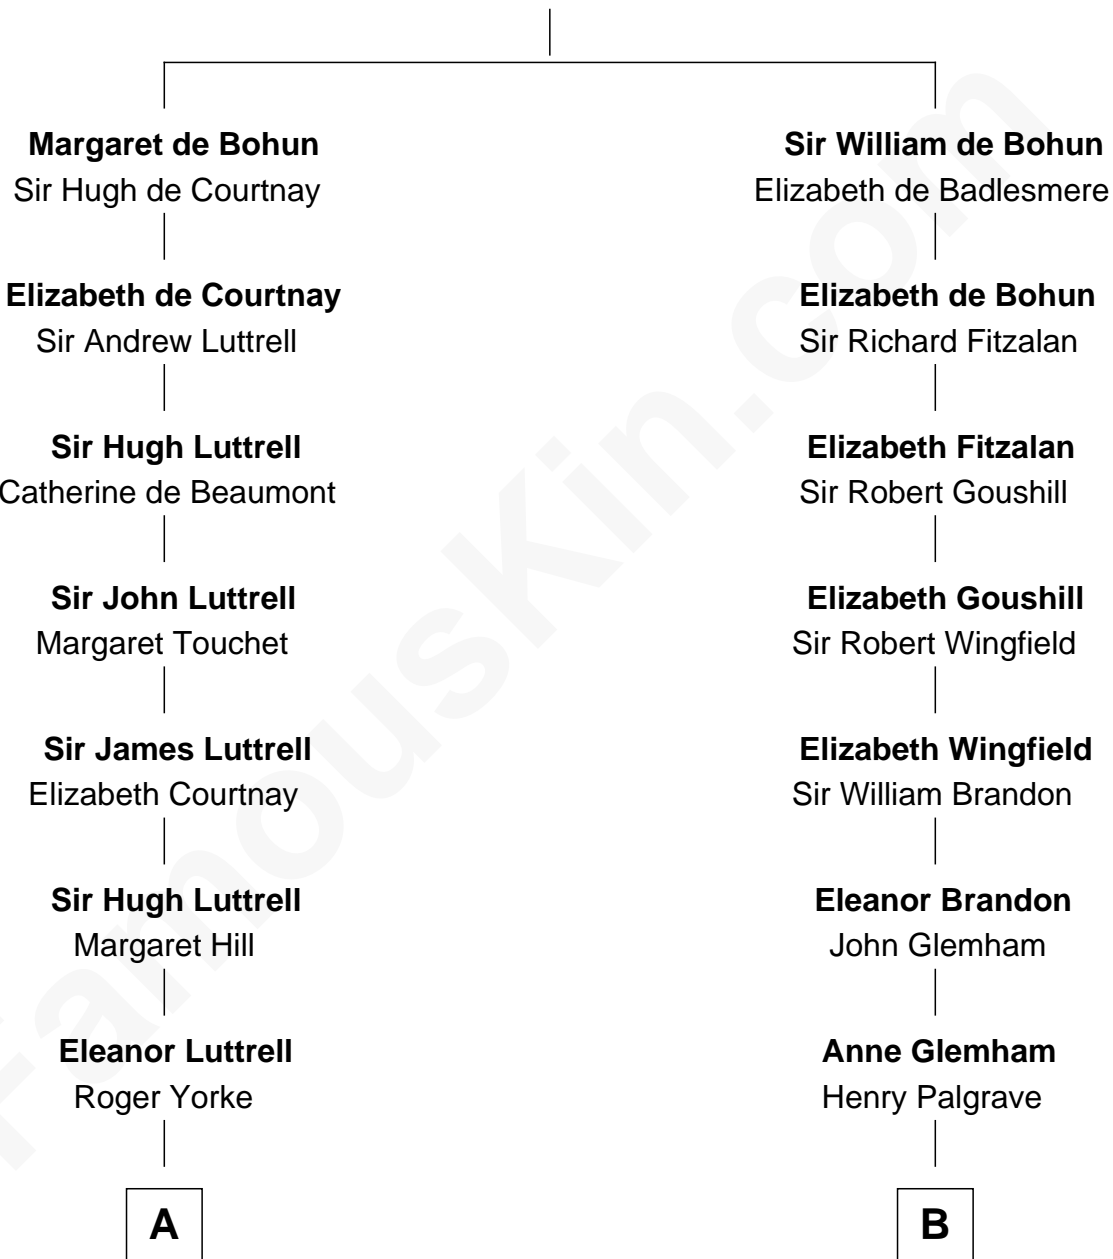 Margaret de Bohun
Sir Hugh de Courtnay
Elizabeth de Courtnay
Sir Andrew Luttrell
Sir Hugh Luttrell
Catherine de Beaumont
Sir John Luttrell
Margaret Touchet
Sir James Luttrell
Elizabeth Courtnay
Sir Hugh Luttrell
Margaret Hill
Eleanor Luttrell
Roger Yorke
A
Sir William de Bohun
Elizabeth de Badlesmere
Elizabeth de Bohun
Sir Richard Fitzalan
Elizabeth Fitzalan
Sir Robert Goushill
Elizabeth Goushill
Sir Robert Wingfield
Elizabeth Wingfield
Sir William Brandon
Eleanor Brandon
John Glemham
Anne Glemham
Henry Palgrave
B
FamousKin.com